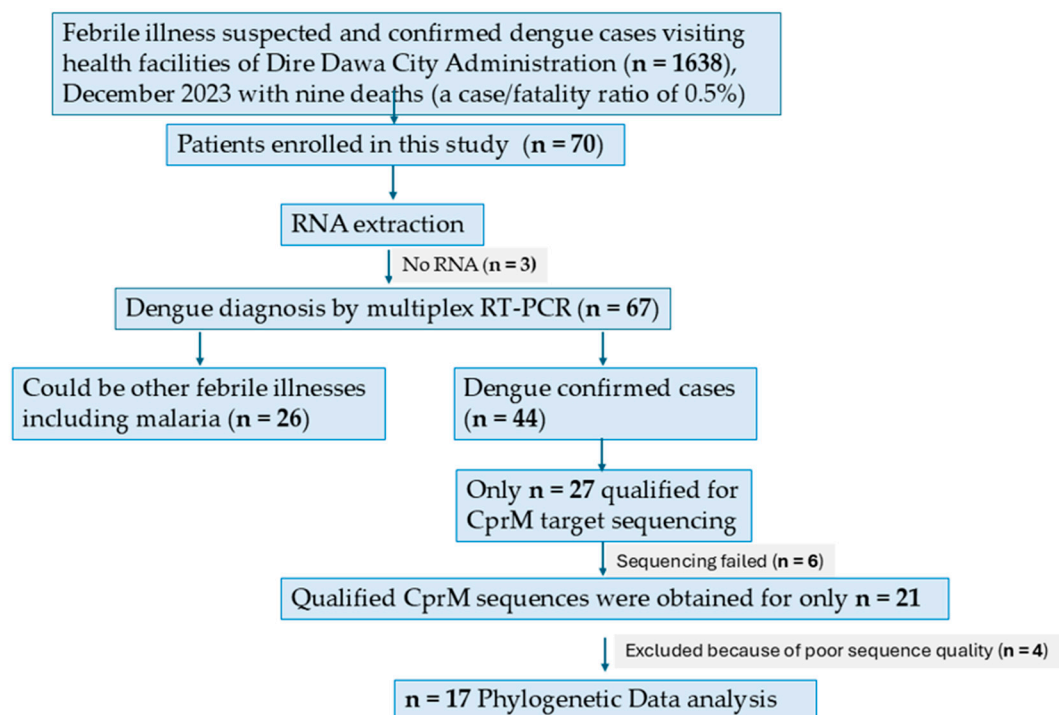 Febrile illness suspected and confirmed dengue cases visiting
health facilities of Dire Dawa City Administration (n = 1638),
December 2023 with nine deaths (a case/fatality ratio of 0.5%)
Patients enrolled in this study (n = 70)
RNA extraction
No RNA (n = 3)
Dengue diagnosis by multiplex RT-PCR (n = 67)
Could be other febrile illnesses
including malaria (n = 26)
Dengue confirmed cases
(n = 44)
Only n = 27 qualified for
CprM target sequencing
Sequencing failed (n = 6)
Qualified CprM sequences were obtained for only n = 21
Excluded because of poor sequence quality (n = 4)
n = 17 Phylogenetic Data analysis